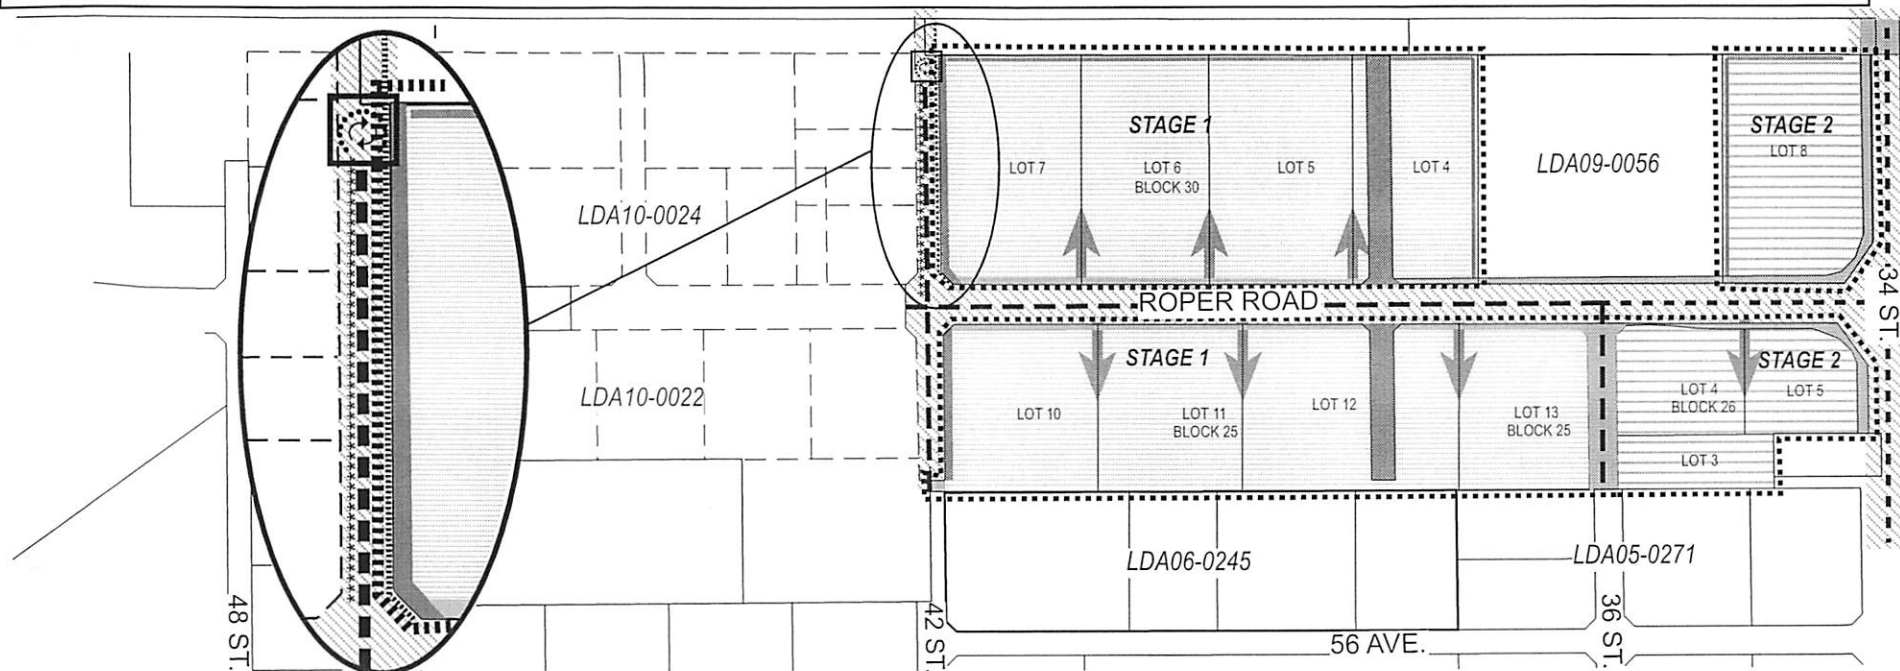 STAGE 1
STAGE 2
LOT 8
LOT 7
LOT 6
BLOCK 30
LOT 5
LOT 4
LDA09-0056
LDA10-0024
34 ST.
ROPER ROAD
STAGE 1
STAGE 2
LDA10-0022
LOT 10
LOT 11
BLOCK 25
LOT 12
LOT 13
BLOCK 25
LOT 4
BLOCK 26
LOT 5
LOT 3
LDA06-0245
LDA05-0271
48 ST.
42 ST.
56 AVE.
36 ST.